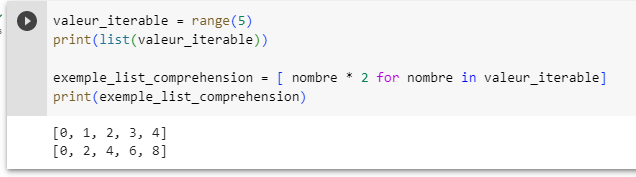 valeur_iterable = range(5)
print(list(valeur_iterable))
exemple_list_comprehension = [ nombre * 2 for nombre in valeur_iterable]
print(exemple_list_comprehension)
[0, 1, 2, 3, 4]
[0, 2, 4, 6, 8]